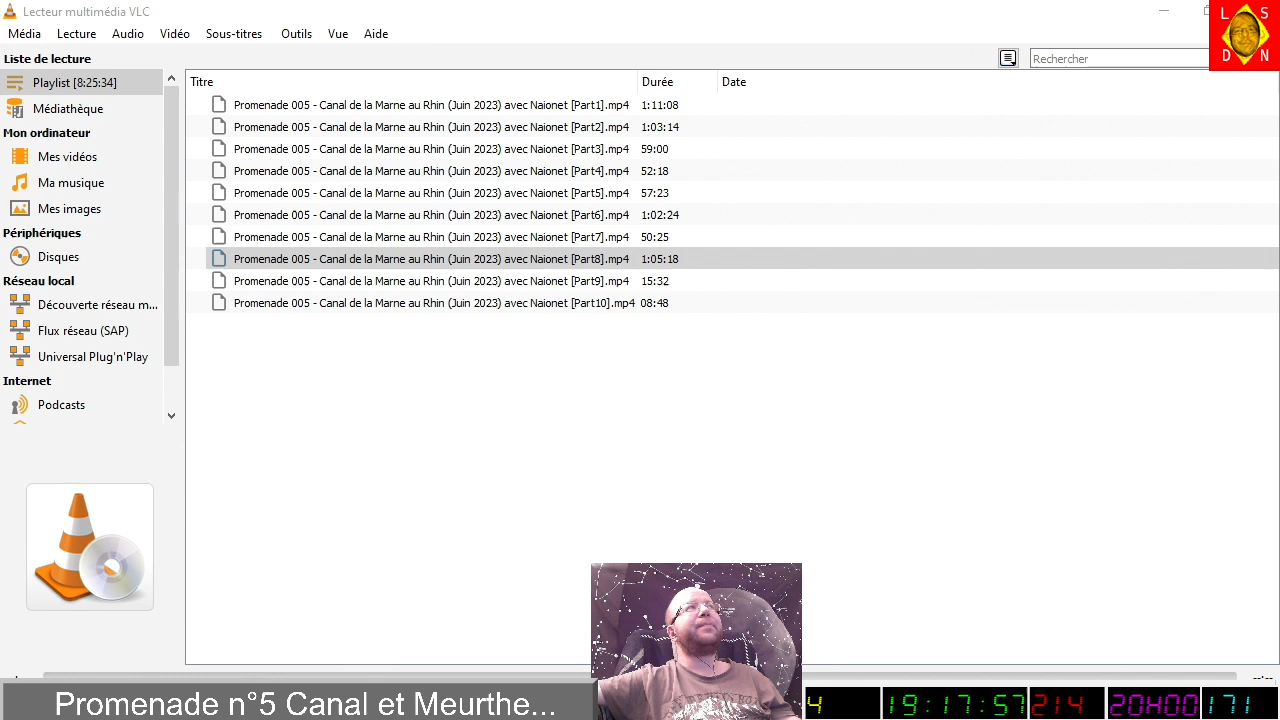 Lecteur multimédia VLC
Média Lecture Audio Vidéo Sous-titres Outils Vue Aide
Liste de lecture
Rechercher
L S
D N
Playlist [8:25:34]
Médiathèque
Mon ordinateur
Mes vidéos
Ma musique
Mes images
Périphériques
Disques
Réseau local
Découverte réseau m...
Flux réseau (SAP)
Universal Plug'n'Play
Internet
Podcasts
Titre Durée Date
Promenade 005 - Canal de la Marne au Rhin (Juin 2023) avec Naionet [Part1].mp4 1:11:08
Promenade 005 - Canal de la Marne au Rhin (Juin 2023) avec Naionet [Part2].mp4 1:03:14
Promenade 005 - Canal de la Marne au Rhin (Juin 2023) avec Naionet [Part3].mp4 59:00
Promenade 005 - Canal de la Marne au Rhin (Juin 2023) avec Naionet [Part4].mp4 52:18
Promenade 005 - Canal de la Marne au Rhin (Juin 2023) avec Naionet [Part5].mp4 57:23
Promenade 005 - Canal de la Marne au Rhin (Juin 2023) avec Naionet [Part6].mp4 1:02:24
Promenade 005 - Canal de la Marne au Rhin (Juin 2023) avec Naionet [Part7].mp4 50:25
Promenade 005 - Canal de la Marne au Rhin (Juin 2023) avec Naionet [Part8].mp4 1:05:18
Promenade 005 - Canal de la Marne au Rhin (Juin 2023) avec Naionet [Part9].mp4 15:32
Promenade 005 - Canal de la Marne au Rhin (Juin 2023) avec Naionet [Part10].mp4 08:48
Promenade n°5 Canal et Meurthe...
4 19:17:57 214 20H00 171